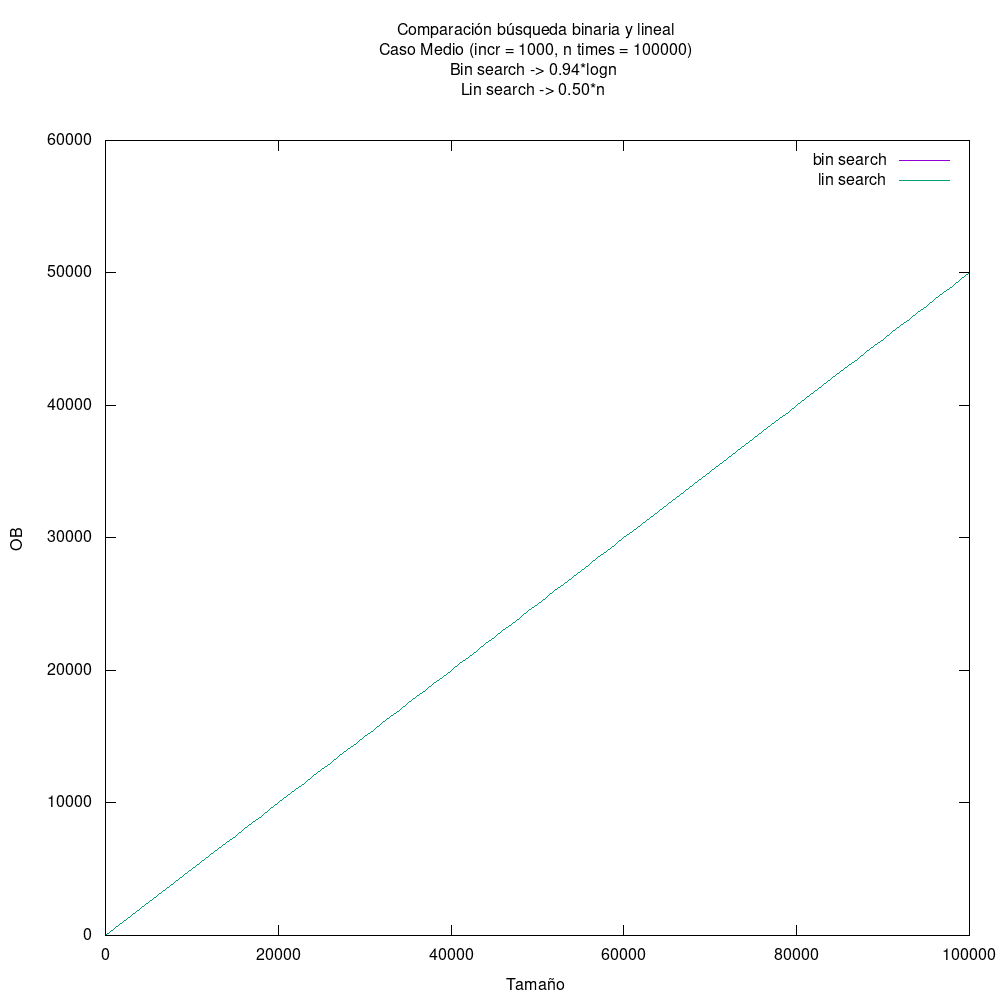 Comparación búsqueda binaria y lineal
Caso Medio (incr = 1000, n times = 100000)
Bin search -> 0.94*logn
Lin search -> 0.50*n
60000
bin search
lin search
50000
40000
OB
30000
20000
10000
0
0 20000 40000 60000 80000 100000
Tamaño